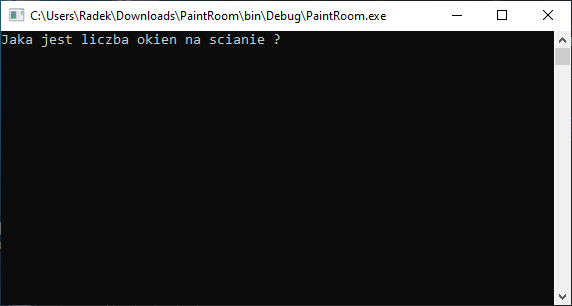 C:\Users\Radek\Downloads\PaintRoom\bin\Debug\PaintRoom.exe
Jaka jest liczba okien na scianie ?